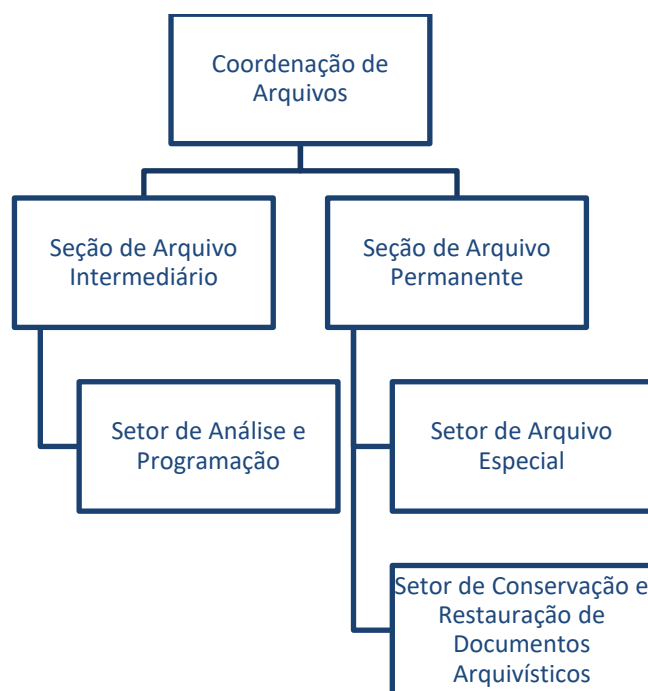 Coordenação de
Arquivos
Seção de Arquivo
Intermediário
Seção de Arquivo
Permanente
Setor de Análise e
Programação
Setor de Arquivo
Especial
Setor de Conservação e
Restauração de
Documentos
Arquivísticos